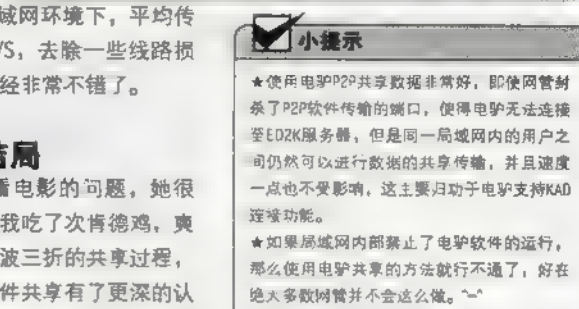 域网环境下，平均传
/S，去除一些线路损
经非常不错了。
结局
看电影的问题，她很
我吃了次肯德鸡，爽
波三折的共享过程，
件共享有了更深的认
小提示
★使用电驴P2P共享数据非常好，即使网管封
杀了P2P软件传输的端口，使得电驴无法连接
至ED2K服务器，但是同一局域网内的用户之
间仍然可以进行数据的共享传输，并且速度
一点也不受影响，这主要归功于电驴支持KAD
连接功能。
★如果局域网内部禁止了电驴软件的运行，
那么使用电驴共享的方法就行不通了，好在
绝大多数网管并不会这么做。^-^